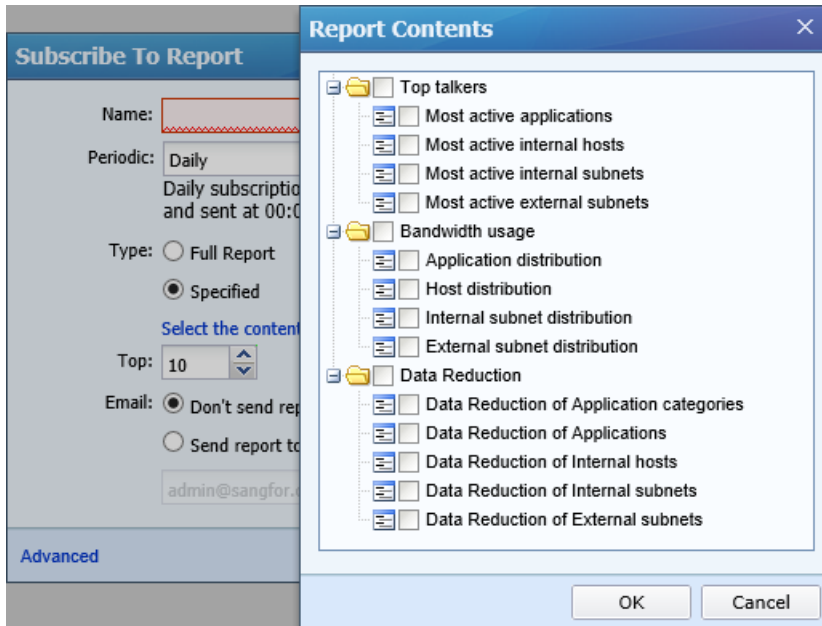 Subscribe To Report
Name:
Periodic: Daily
Daily subscriptio
and sent at 00:0
Type: Full Report
Specified
Select the content
Top: 10
Email: Don't send rep
Send report to
admin@sangfor.c
Advanced
Report Contents
Top talkers
Most active applications
Most active internal hosts
Most active internal subnets
Most active external subnets
Bandwidth usage
Application distribution
Host distribution
Internal subnet distribution
External subnet distribution
Data Reduction
Data Reduction of Application categories
Data Reduction of Applications
Data Reduction of Internal hosts
Data Reduction of Internal subnets
Data Reduction of External subnets
OK Cancel